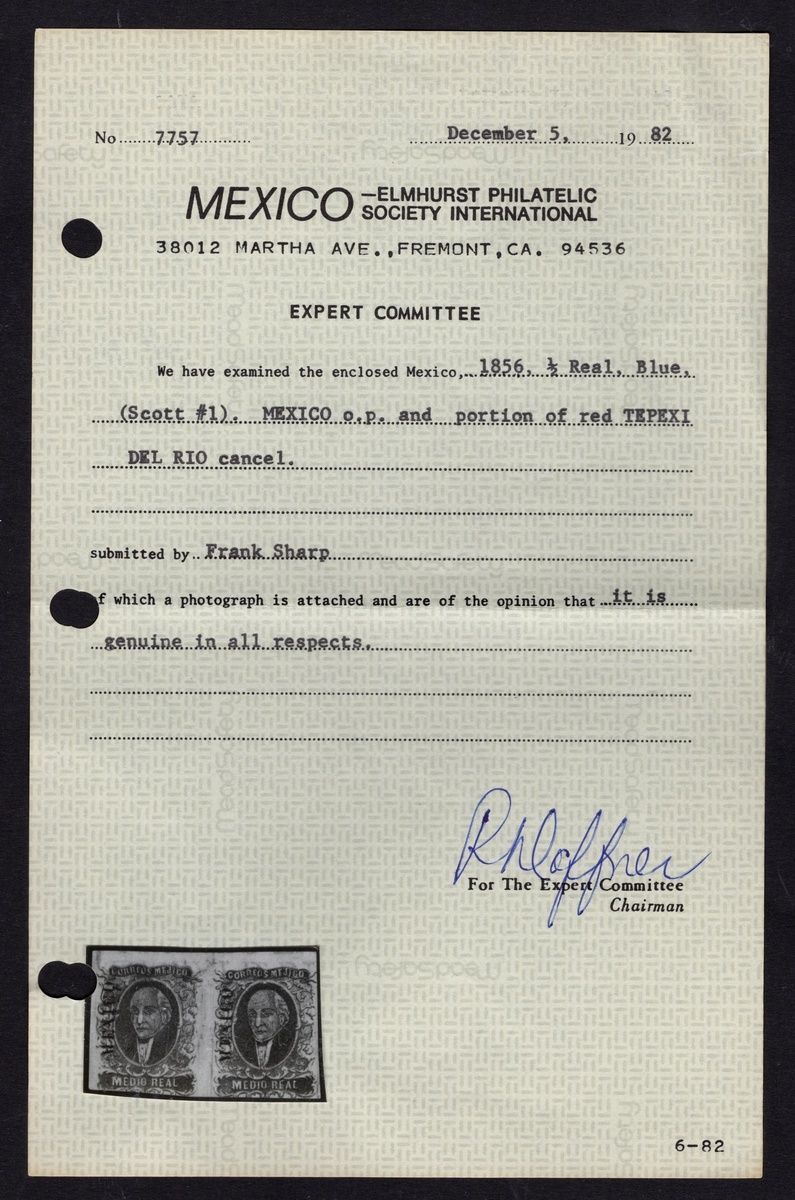 No 7757 December 5, 19 82
MEXICO —ELMHURST PHILATELIC
SOCIETY INTERNATIONAL
38012 MARTHA AVE.,FREMONT,CA. 94536
EXPERT COMMITTEE
We have examined the enclosed Mexico, 1856, ½ Real, Blue,
(Scott #1). MEXICO o.p. and portion of red TEPEXI
DEL RIO cancel.
submitted by Frank Sharp
of which a photograph is attached and are of the opinion that it is
genuine in all respects.
For The Expert Committee
Chairman
CORREOS MEJICO CORREOS MEJICO
MEXICO MEXICO
MEDIO REAL MEDIO REAL
6-82